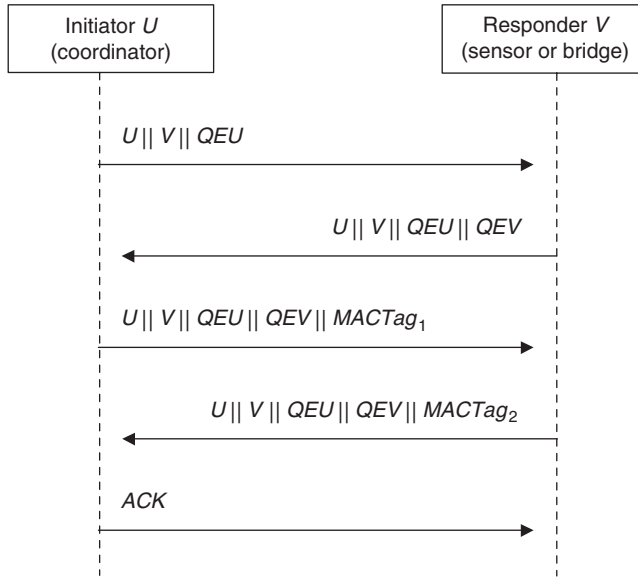 Initiator U
(coordinator)
Responder V
(sensor or bridge)
U || V || QEU
U || V || QEU || QEV
U || V || QEU || QEV || MACTag₁
U || V || QEU || QEV || MACTag₂
ACK